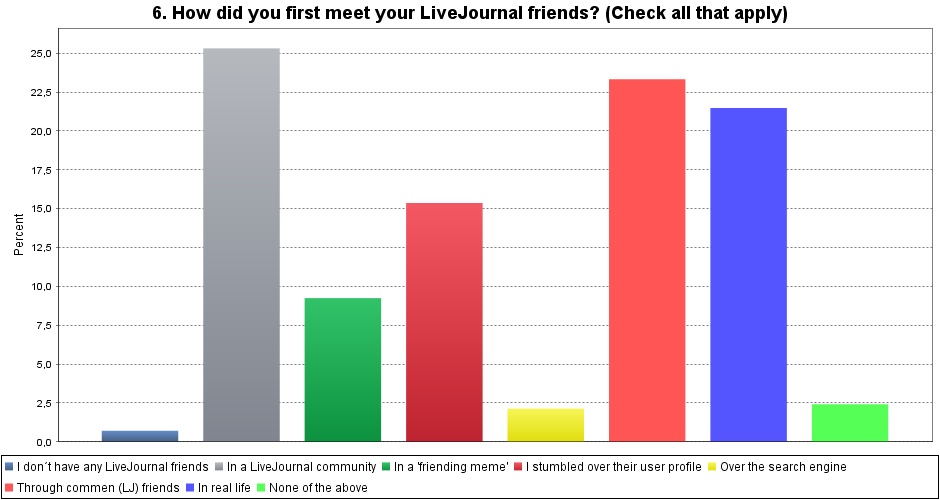 6. How did you first meet your LiveJournal friends? (Check all that apply)
25,0
22,5
20,0
17,5
15,0
12,5
10,0
7,5
5,0
2,5
0,0
Percent
I don´t have any LiveJournal friends In a LiveJournal community In a 'friending meme' I stumbled over their user profile Over the search engine
Through commen (LJ) friends In real life None of the above